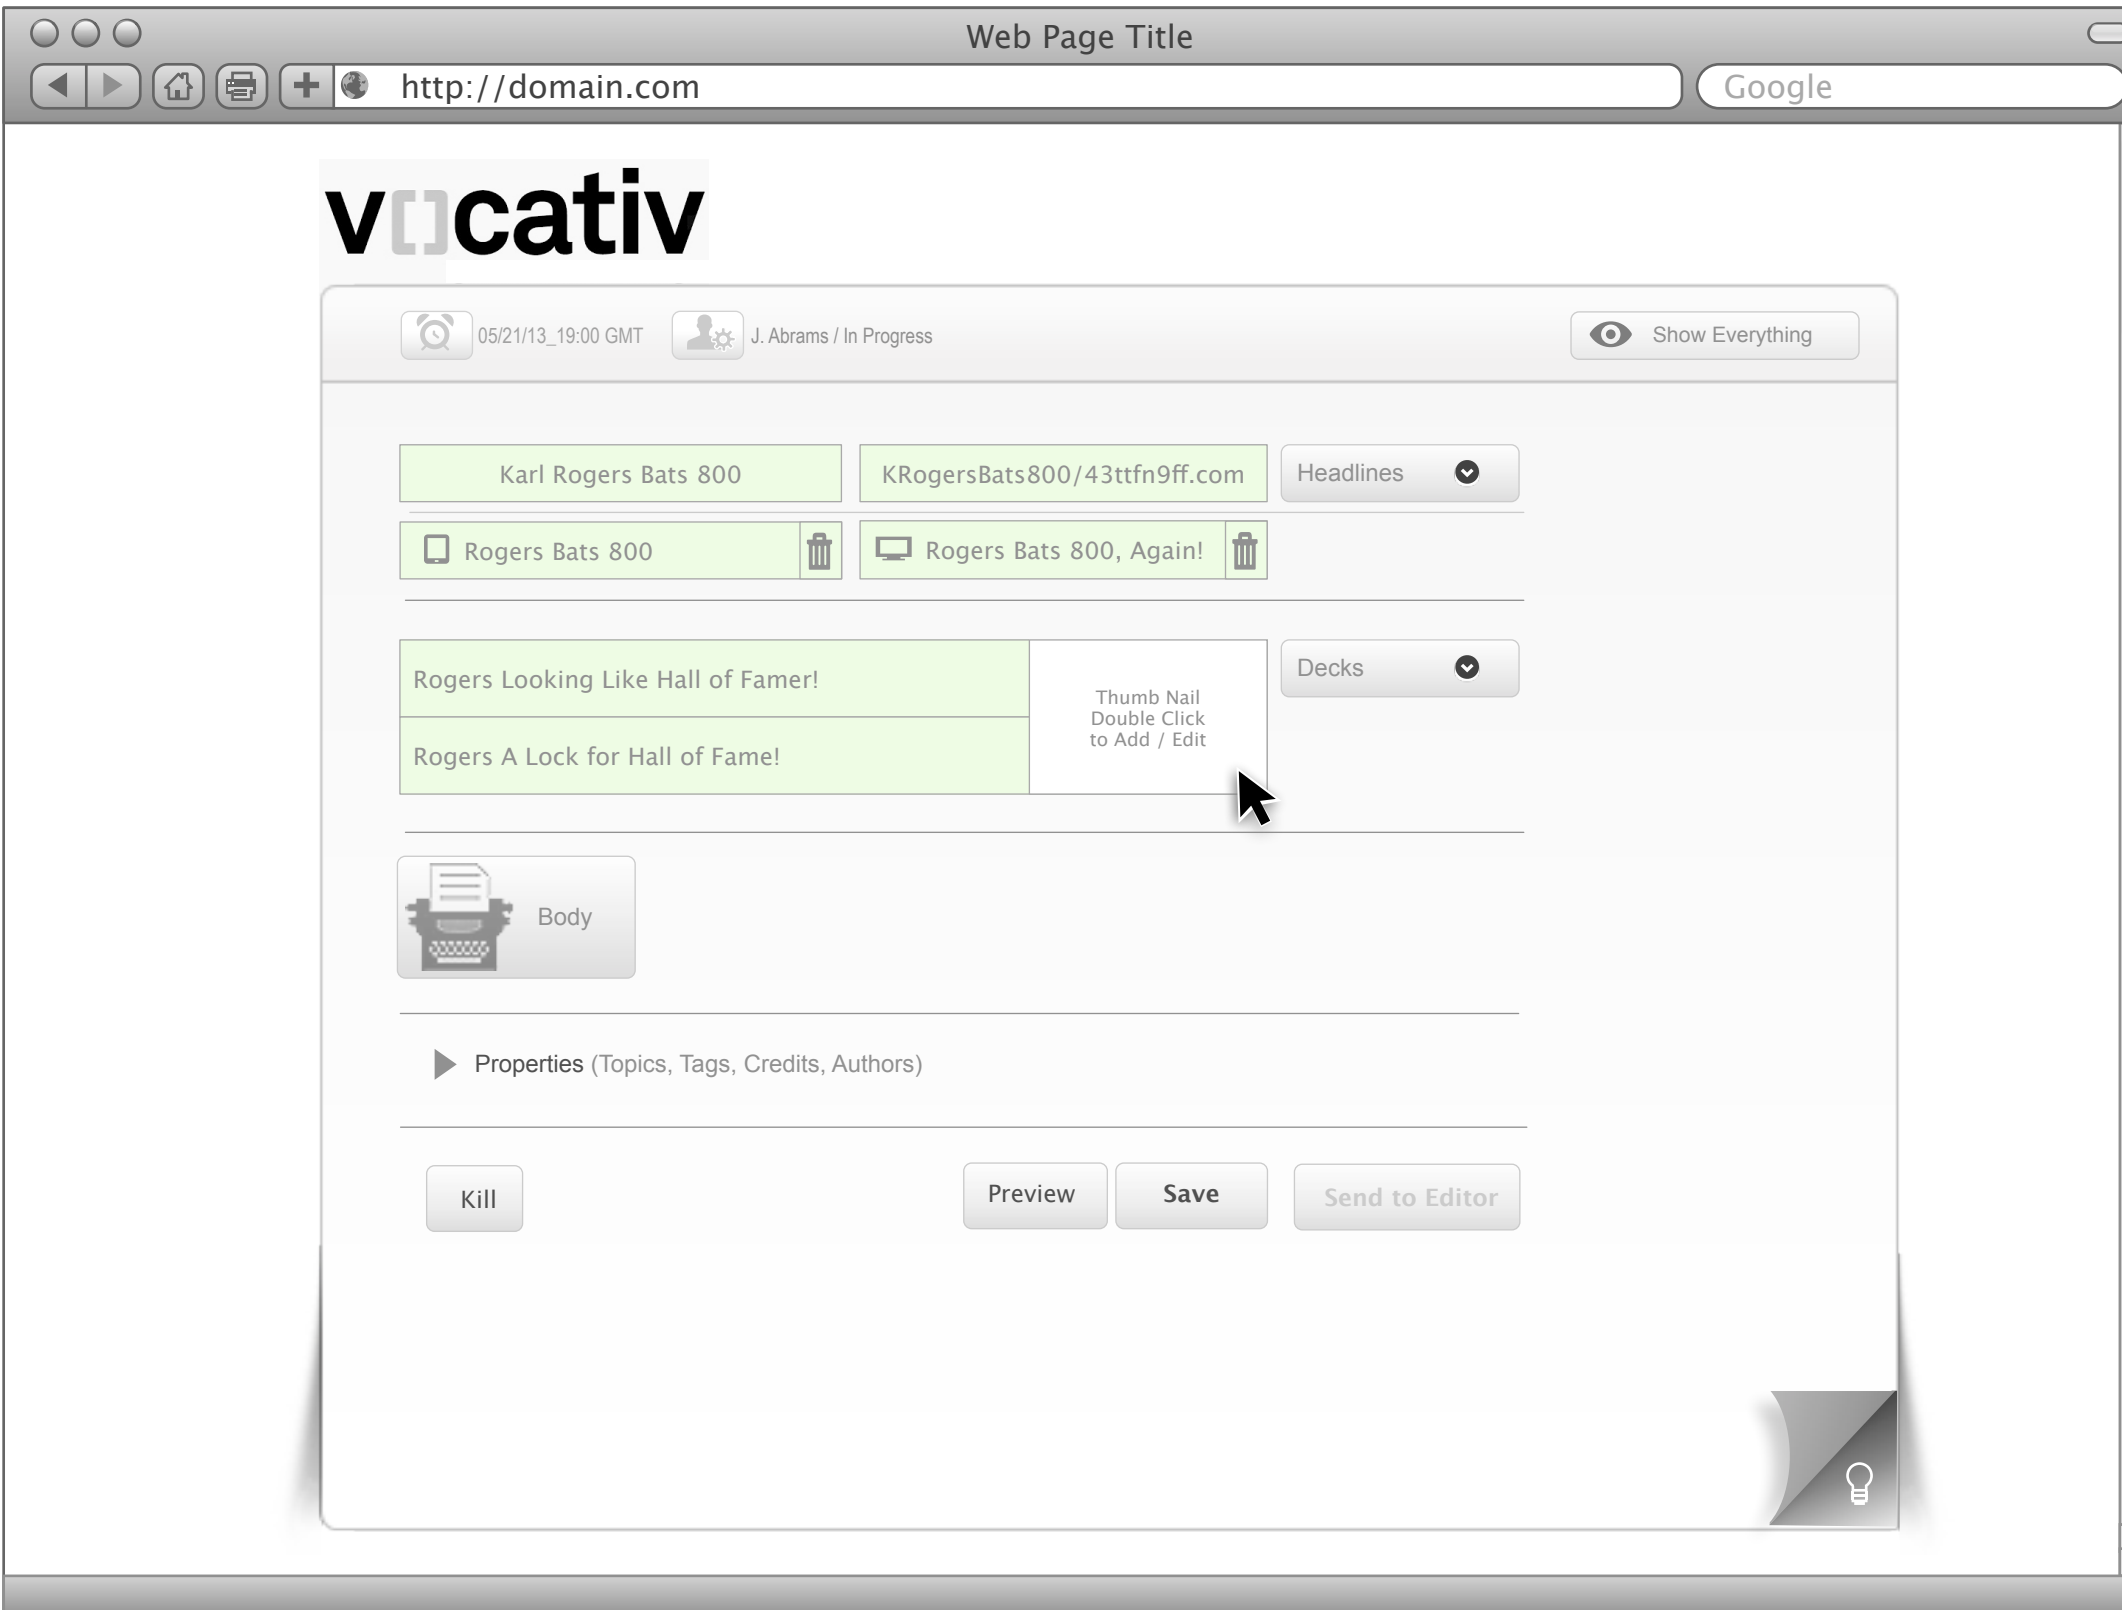 Web Page Title
http://domain.com
Google
v[]cativ
05/21/13_19:00 GMT
J. Abrams / In Progress
Show Everything
Karl Rogers Bats 800
KRogersBats800/43ttfn9ff.com
Headlines
Rogers Bats 800
Rogers Bats 800, Again!
Rogers Looking Like Hall of Famer!
Rogers A Lock for Hall of Fame!
Thumb Nail
Double Click
to Add / Edit
Decks
Body
Properties (Topics, Tags, Credits, Authors)
Kill
Preview
Save
Send to Editor